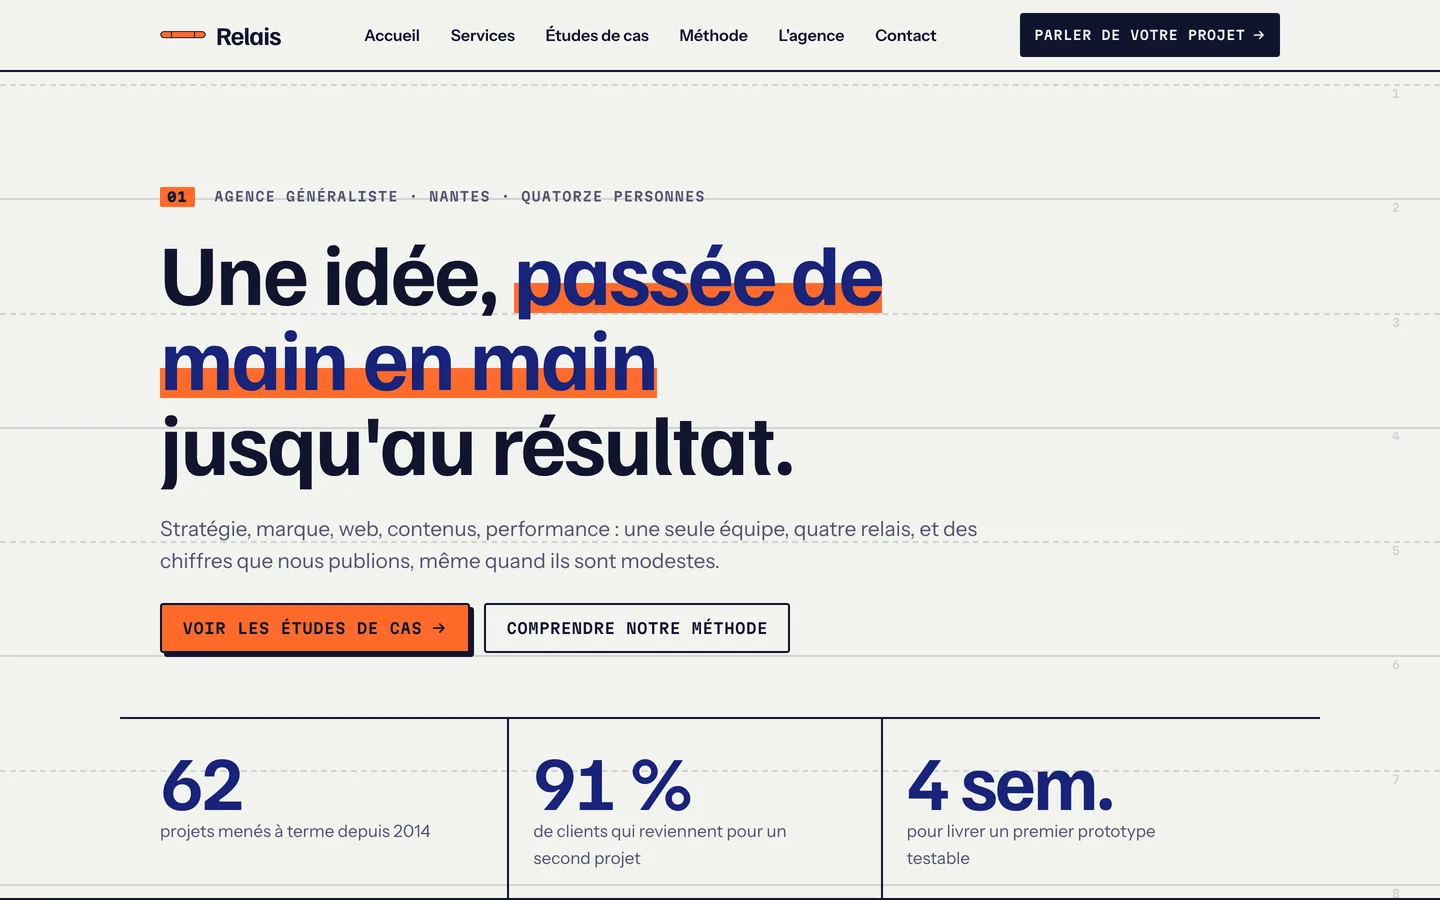 Relais
Accueil
Services
Études de cas
Méthode
L'agence
Contact
PARLER DE VOTRE PROJET →
1
01 AGENCE GÉNÉRALISTE · NANTES · QUATORZE PERSONNES
2
Une idée, passée de
3
main en main
jusqu'au résultat.
4
Stratégie, marque, web, contenus, performance : une seule équipe, quatre relais, et des
5
chiffres que nous publions, même quand ils sont modestes.
VOIR LES ÉTUDES DE CAS →
COMPRENDRE NOTRE MÉTHODE
6
62
projets menés à terme depuis 2014
91 %
de clients qui reviennent pour un
second projet
4 sem.
pour livrer un premier prototype
testable
7
8